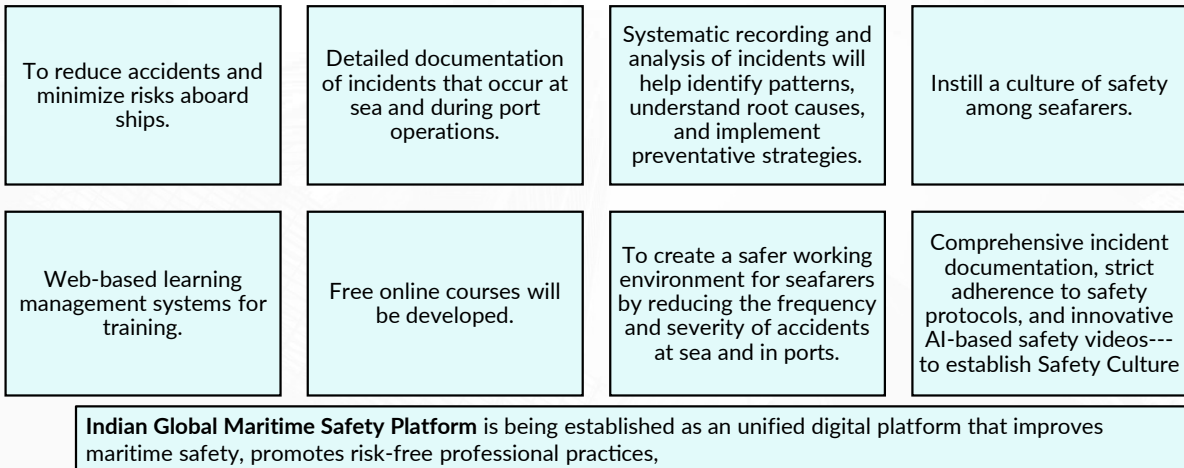 To reduce accidents and
minimize risks aboard
ships.
Detailed documentation
of incidents that occur at
sea and during port
operations.
Systematic recording and
analysis of incidents will
help identify patterns,
understand root causes,
and implement
preventative strategies.
Instill a culture of safety
among seafarers.
Web-based learning
management systems for
training.
Free online courses will
be developed.
To create a safer working
environment for seafarers
by reducing the frequency
and severity of accidents
at sea and in ports.
Comprehensive incident
documentation, strict
adherence to safety
protocols, and innovative
AI-based safety videos---
to establish Safety Culture
Indian Global Maritime Safety Platform is being established as an unified digital platform that improves
maritime safety, promotes risk-free professional practices,